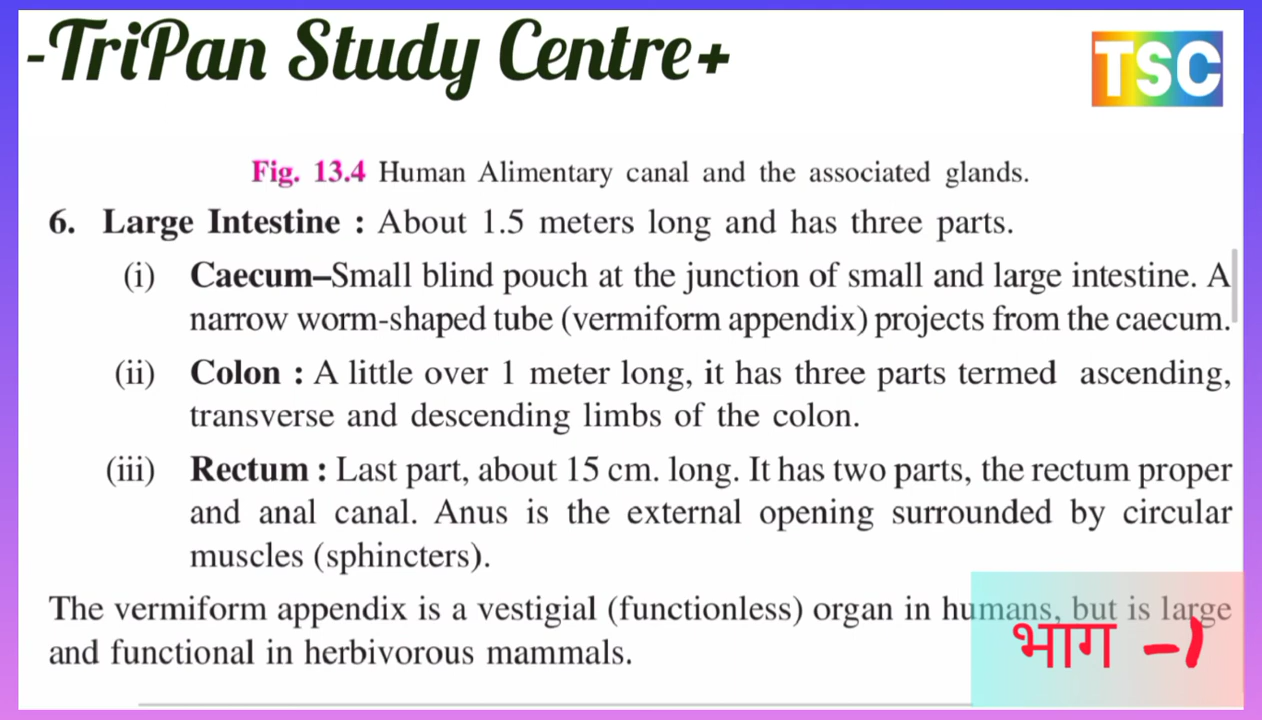 -TriPan Study Centre+
TSC
Fig. 13.4 Human Alimentary canal and the associated glands.
6. Large Intestine : About 1.5 meters long and has three parts.
(i) Caecum–Small blind pouch at the junction of small and large intestine. A
narrow worm-shaped tube (vermiform appendix) projects from the caecum.
(ii) Colon : A little over 1 meter long, it has three parts termed ascending,
transverse and descending limbs of the colon.
(iii) Rectum : Last part, about 15 cm. long. It has two parts, the rectum proper
and anal canal. Anus is the external opening surrounded by circular
muscles (sphincters).
The vermiform appendix is a vestigial (functionless) organ in humans, but is large
and functional in herbivorous mammals.
भाग -1